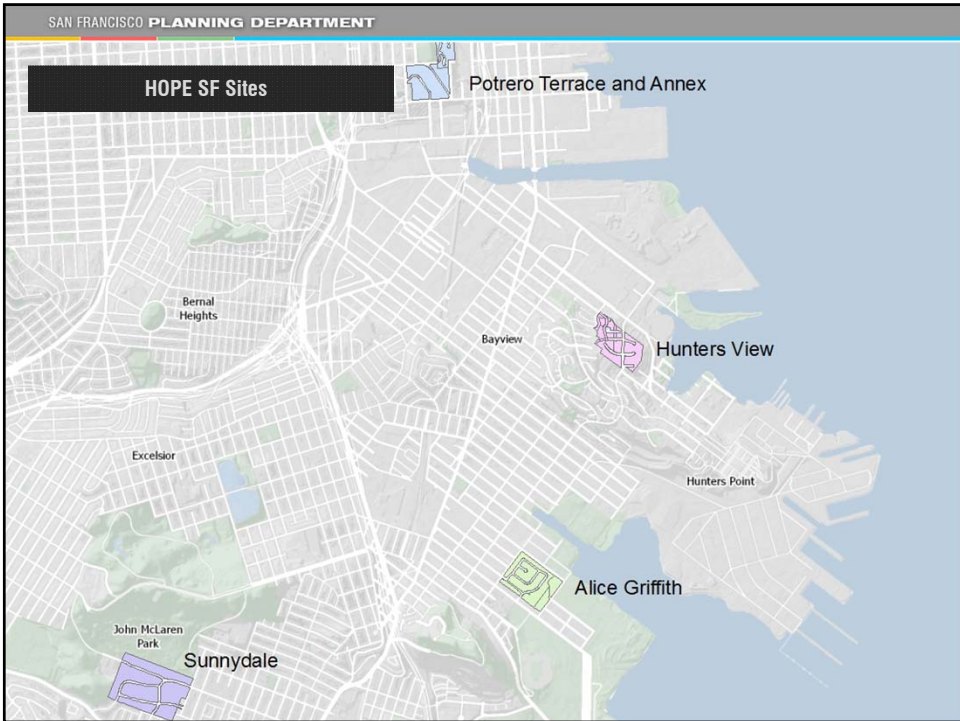 SAN FRANCISCO PLANNING DEPARTMENT
HOPE SF Sites
Potrero Terrace and Annex
Bernal
Heights
Bayview
Hunters View
Excelsior
Hunters Point
Alice Griffith
John McLaren
Park
Sunnydale